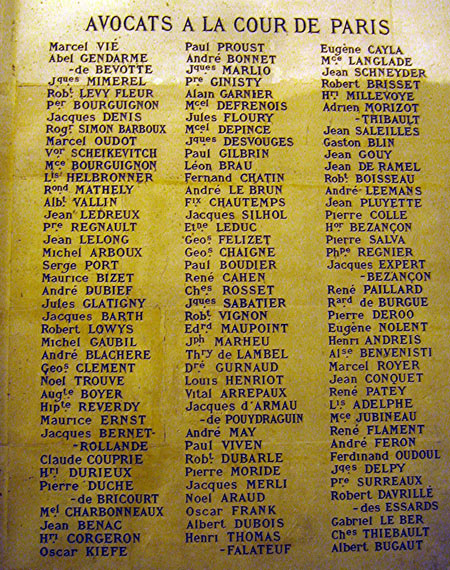 AVOCATS A LA COUR DE PARIS
Marcel VIÉ
Abel GENDARME
-de BEVOTTE
Jques MIMEREL
Robt LEVY FLEUR
Per BOURGUIGNON
Jacques DENIS
Rogr SIMON BARBOUX
Marcel OUDOT
Vor SCHEIKEVITCH
Mce BOURGUIGNON
Lis HELBRONNER
Rond MATHELY
Albt VALLIN
Jean LEDREUX
Pre REGNAULT
Jean LELONG
Michel ARBOUX
Serge PORT
Maurice BIZET
André DUBIEF
Jules GLATIGNY
Jacques BARTH
Robert LOWYS
Michel GAUBIL
André BLACHERE
Geos CLEMENT
Noel TROUVE
Augte BOYER
Hipte REVERDY
Maurice ERNST
Jacques BERNET-
-ROLLANDE
Claude COUPRIE
Hri DURIEUX
Pierre DUCHE
-de BRICOURT
Mel CHARBONNEAUX
Jean BENAC
Hri CORGERON
Oscar KIEFE
Paul PROUST
André BONNET
Jques MARLIO
Pre GINISTY
Alain GARNIER
Mcel DEFRENOIS
Jules FLOURY
Mcel DEPINCE
Jques DESVOUGES
Paul GILBRIN
Léon BRAU
Fernand CHATIN
André LE BRUN
Fix CHAUTEMPS
Jacques SILHOL
Etne LEDUC
Geos FELIZET
Geos CHAIGNE
Paul BOUDIER
René CAHEN
Ches ROSSET
Jques SABATIER
Robt VIGNON
Edrd MAUPOINT
Jph MARHEU
Thry de LAMBEL
Dré GURNAUD
Louis HENRIOT
Vital ARREPAUX
Jacques d'ARMAU
-de POUYDRAGUIN
André MAY
Paul VIVEN
Robt DUBARLE
Pierre MORIDE
Jacques MERLI
Noel ARAUD
Oscar FRANK
Albert DUBOIS
Henri THOMAS
-FALATEUF
Eugène CAYLA
Mce LANGLADE
Jean SCHNEYDER
Robert BRISSET
Hri MILLEVOYE
Adrien MORIZOT
-THIBAULT
Jean SALEILLES
Gaston BLIN
Jean GOUY
Jean DE RAMEL
Robt BOISSEAU
André LEEMANS
Jean PLUYETTE
Pierre COLLE
Hor BEZANÇON
Pierre SALVA
Phpe REGNIER
Jacques EXPERT
-BEZANÇON
René PAILLARD
Rard de BURGUE
Pierre DEROO
Eugène NOLENT
Henri ANDREIS
Alse BENVENISTI
Marcel ROYER
Jean CONQUET
René PATEY
Lis ADELPHE
Mce JUBINEAU
René FLAMENT
André FERON
Ferdinand OUDOUL
Jques DELPY
Pre SURREAUX
Robert DAVRILLÉ
-des ESSARDS
Gabriel LE BER
Ches THIEBAULT
Albert BUGAUT